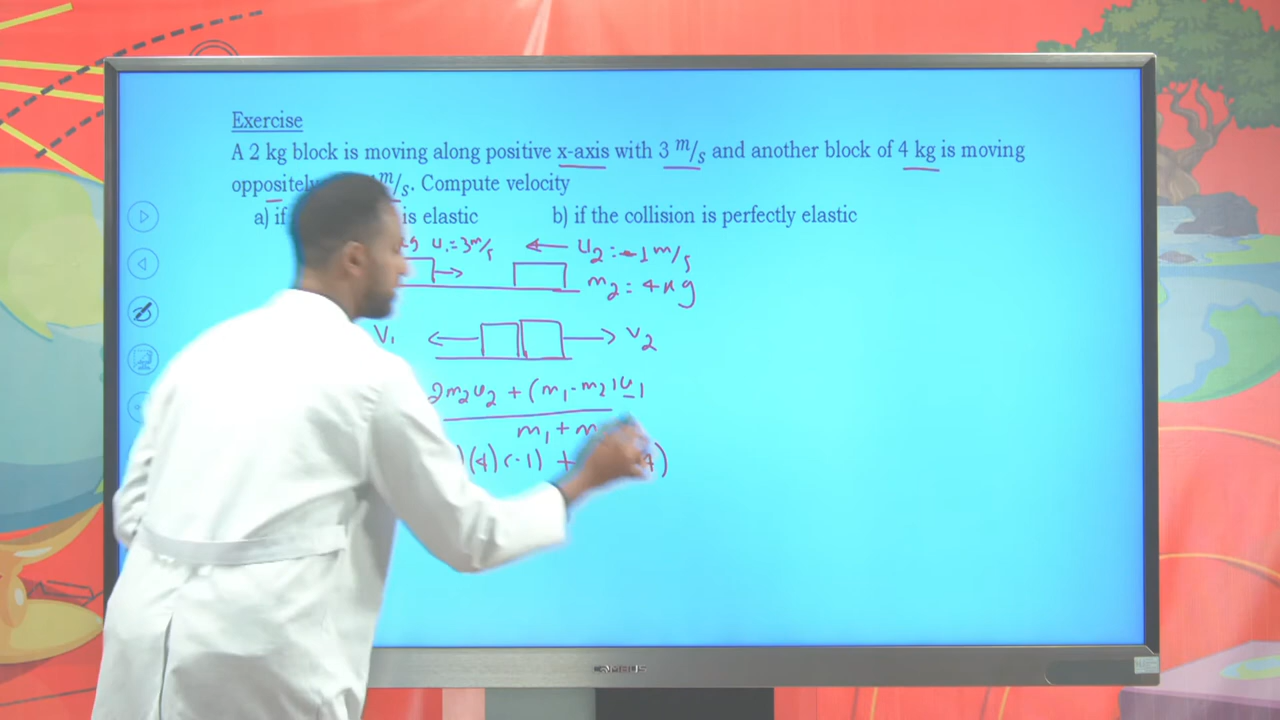 Exercise
A 2 kg block is moving along positive x-axis with 3 m/s and another block of 4 kg is moving
m/s. Compute velocity
a) if is elastic b) if the collision is perfectly elastic
U₁=3m/s ← U₂=-1m/s
m₂=4kg
V₁ V₂
2m₂U₂ + (m₁-m₂)U₁
m₁ +
(4)(-1) +